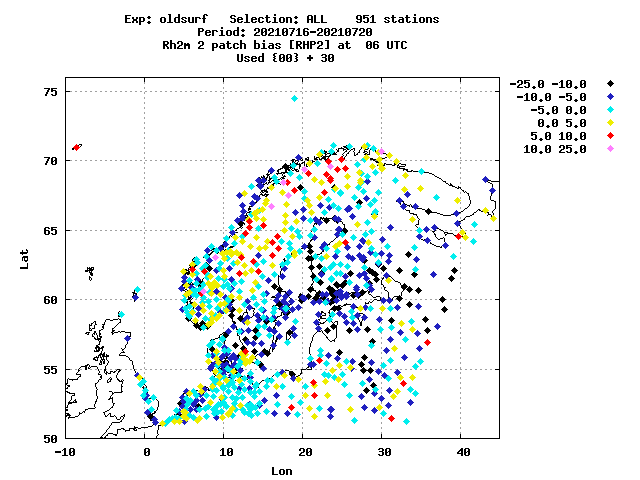 Exp: oldsurf Selection: ALL 951 stations
Period: 20210716-20210720
Rh2m 2 patch bias [RHP2] at 06 UTC
Used {00} + 30
-25.0 -10.0
-10.0 -5.0
-5.0 0.0
0.0 5.0
5.0 10.0
10.0 25.0
75
70
65
60
55
50
Lat
-10 0 10 20 30 40
Lon